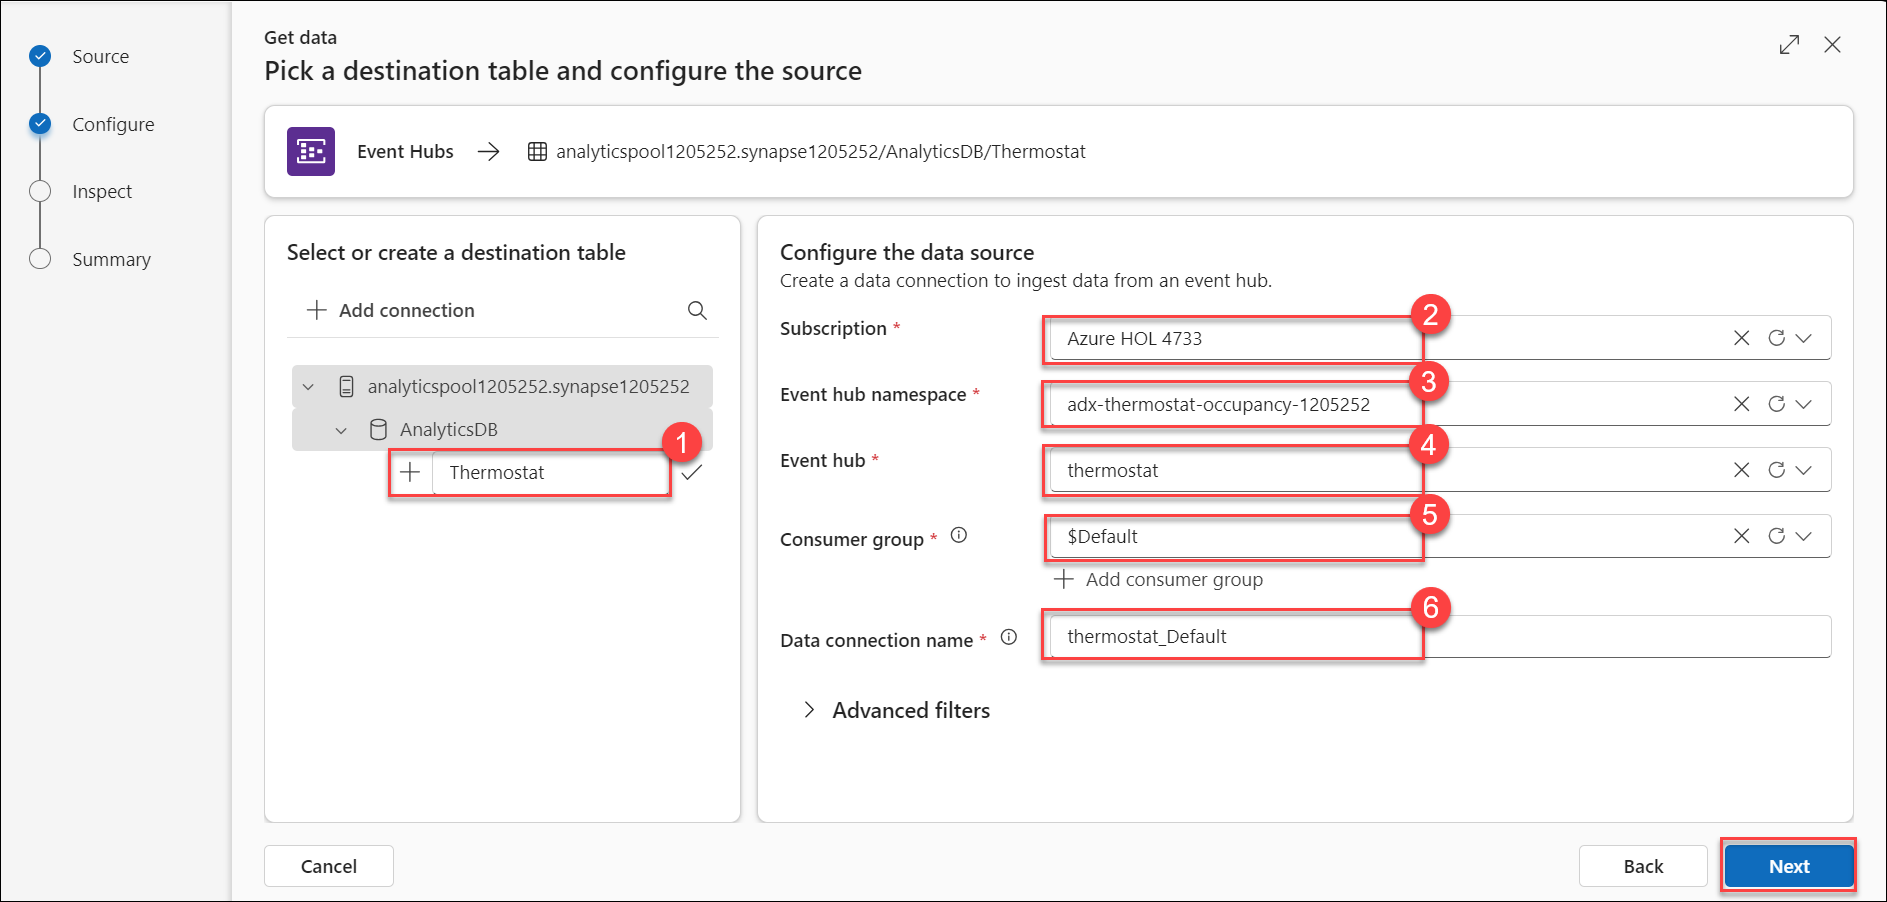 Source
Configure
Inspect
Summary
Get data
Pick a destination table and configure the source
Event Hubs
analyticspool1205252.synapse1205252/AnalyticsDB/Thermostat
Select or create a destination table
Add connection
analyticspool1205252.synapse1205252
AnalyticsDB
1
Thermostat
Configure the data source
Create a data connection to ingest data from an event hub.
2
Subscription *
Azure HOL 4733
3
Event hub namespace *
adx-thermostat-occupancy-1205252
4
Event hub *
thermostat
5
Consumer group *
$Default
Add consumer group
6
Data connection name *
thermostat_Default
Advanced filters
Cancel
Back
Next